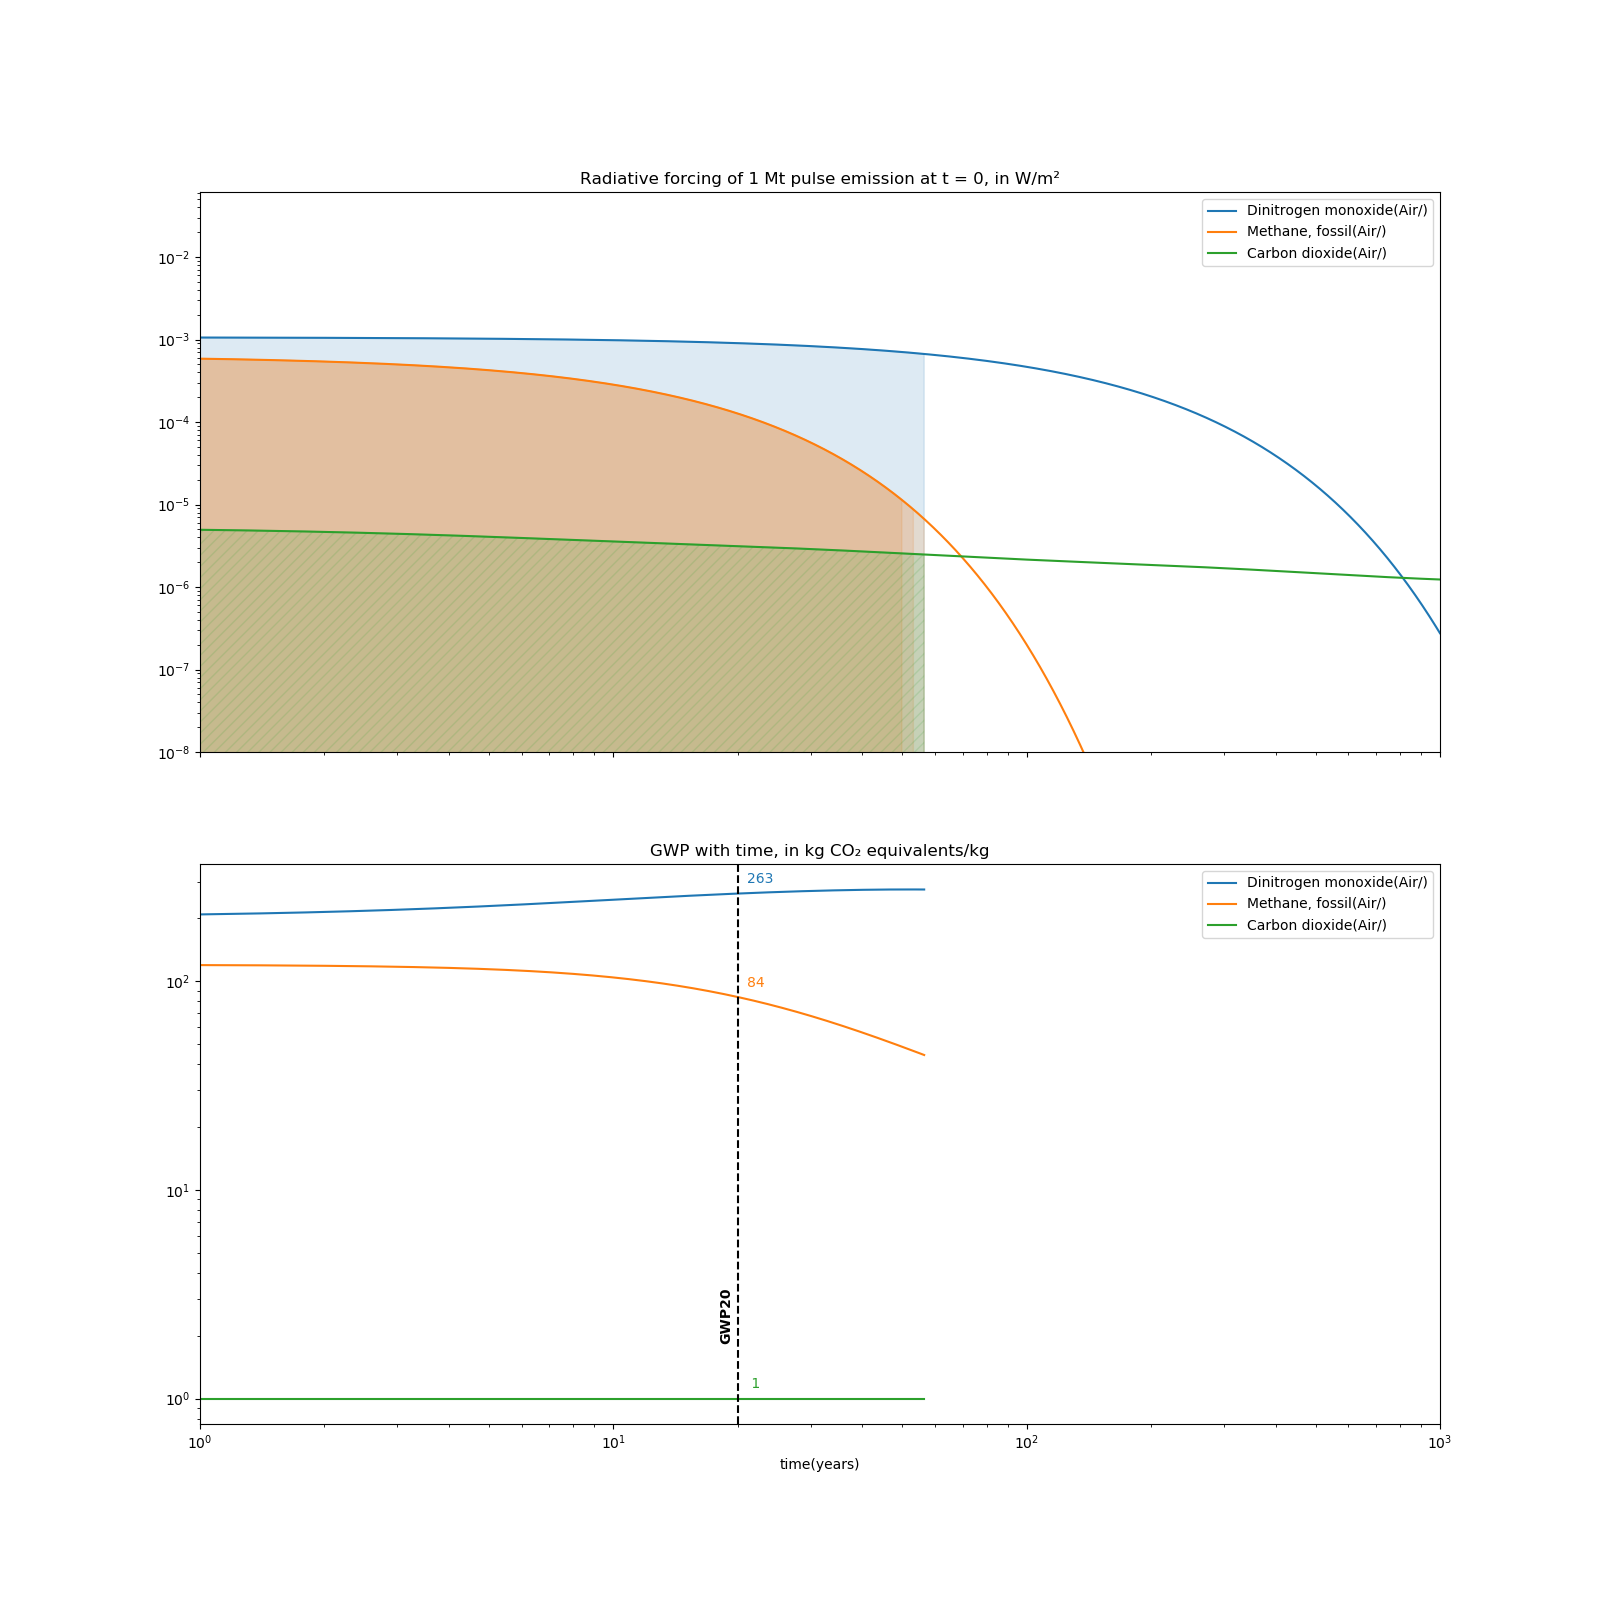 Radiative forcing of 1 Mt pulse emission at t = 0, in W/m²
Dinitrogen monoxide(Air/)
Methane, fossil(Air/)
Carbon dioxide(Air/)
10⁻²
10⁻³
10⁻⁴
10⁻⁵
10⁻⁶
10⁻⁷
10⁻⁸
GWP with time, in kg CO₂ equivalents/kg
263
Dinitrogen monoxide(Air/)
Methane, fossil(Air/)
Carbon dioxide(Air/)
84
10²
10¹
GWP20
1
10⁰
10⁰ 10¹ 10² 10³
time(years)